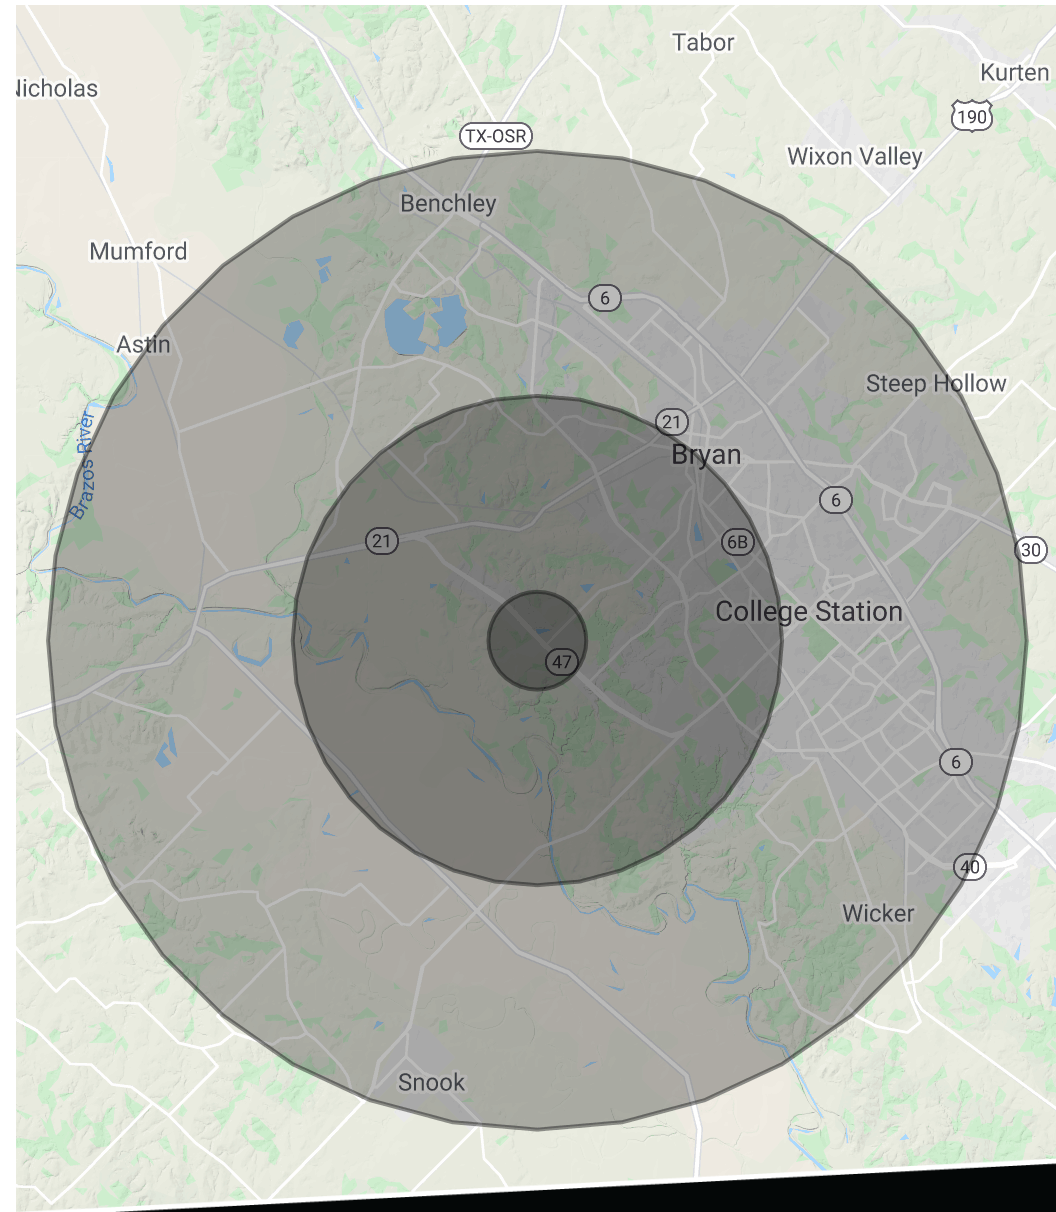 Tabor
Kurten
Nicholas
190
TX-OSR
Wixon Valley
Benchley
Mumford
6
Astin
Steep Hollow
21
Bryan
Brazos River
6
21
6B
30
College Station
47
6
40
Wicker
Snook